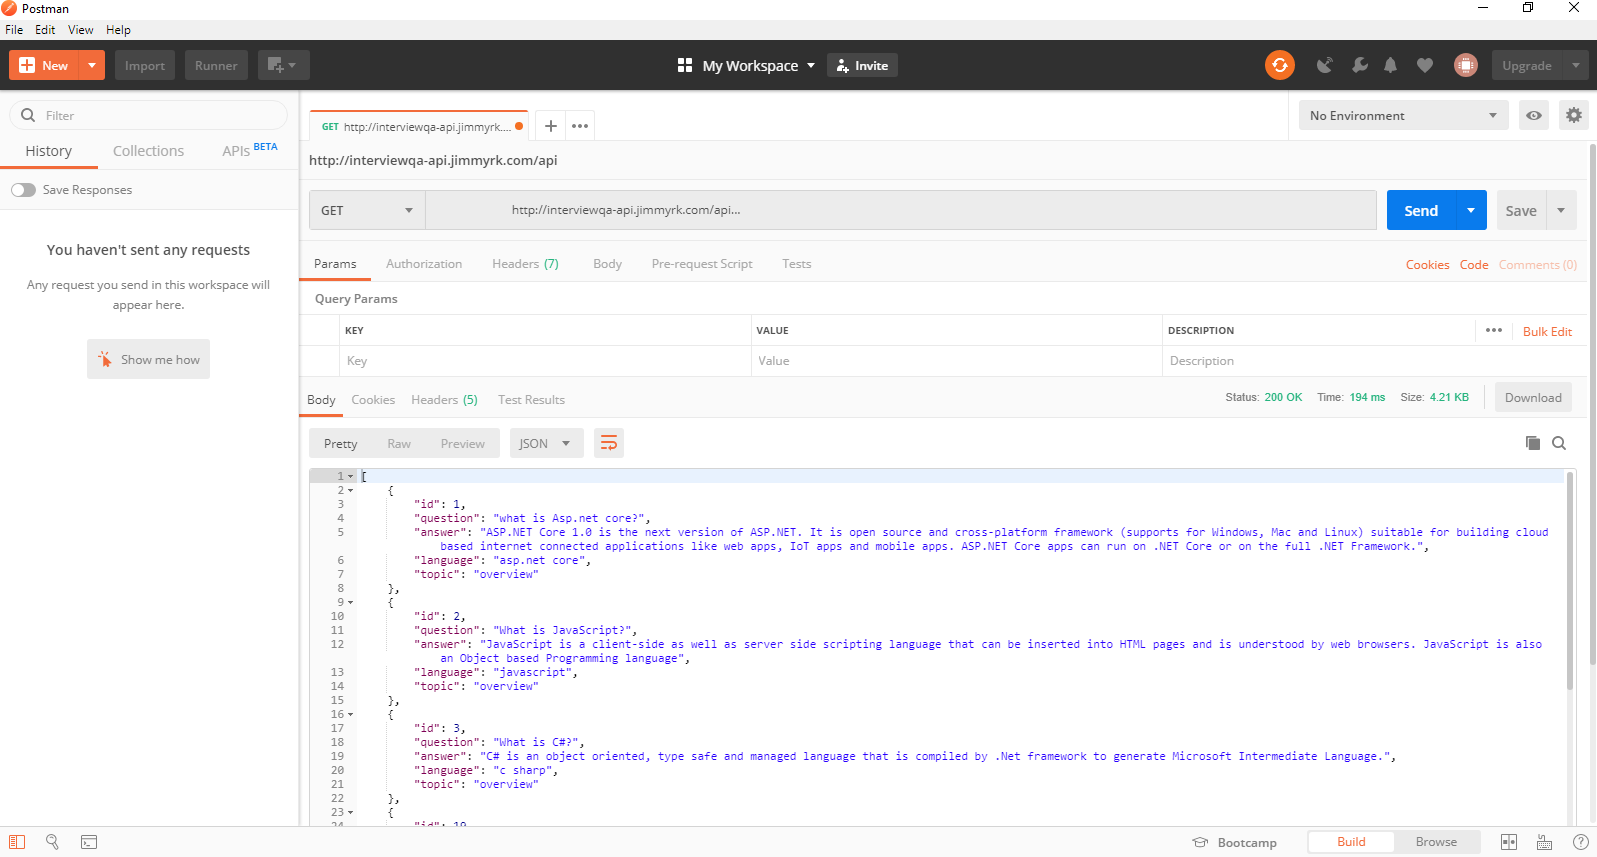 Postman
File Edit View Help
New Import Runner My Workspace Invite Upgrade
Filter
History Collections APIs BETA
Save Responses
You haven't sent any requests
Any request you send in this workspace will
appear here.
Show me how
GET http://interviewqa-api.jimmyrk.... + ••• No Environment
http://interviewqa-api.jimmyrk.com/api
GET http://interviewqa-api.jimmyrk.com/api... Send Save
Params Authorization Headers (7) Body Pre-request Script Tests Cookies Code Comments (0)
Query Params
KEY VALUE DESCRIPTION ••• Bulk Edit
Key Value Description
Body Cookies Headers (5) Test Results Status: 200 OK Time: 194 ms Size: 4.21 KB Download
Pretty Raw Preview JSON
1 [
2 {
3 "id": 1,
4 "question": "what is Asp.net core?",
5 "answer": "ASP.NET Core 1.0 is the next version of ASP.NET. It is open source and cross-platform framework (supports for Windows, Mac and Linux) suitable for building cloud
based internet connected applications like web apps, IoT apps and mobile apps. ASP.NET Core apps can run on .NET Core or on the full .NET Framework.",
6 "language": "asp.net core",
7 "topic": "overview"
8 },
9 {
10 "id": 2,
11 "question": "What is JavaScript?",
12 "answer": "JavaScript is a client-side as well as server side scripting language that can be inserted into HTML pages and is understood by web browsers. JavaScript is also
an Object based Programming language",
13 "language": "javascript",
14 "topic": "overview"
15 },
16 {
17 "id": 3,
18 "question": "What is C#?",
19 "answer": "C# is an object oriented, type safe and managed language that is compiled by .Net framework to generate Microsoft Intermediate Language.",
20 "language": "c sharp",
21 "topic": "overview"
22 },
23 {
24 "id": 10
Bootcamp Build Browse